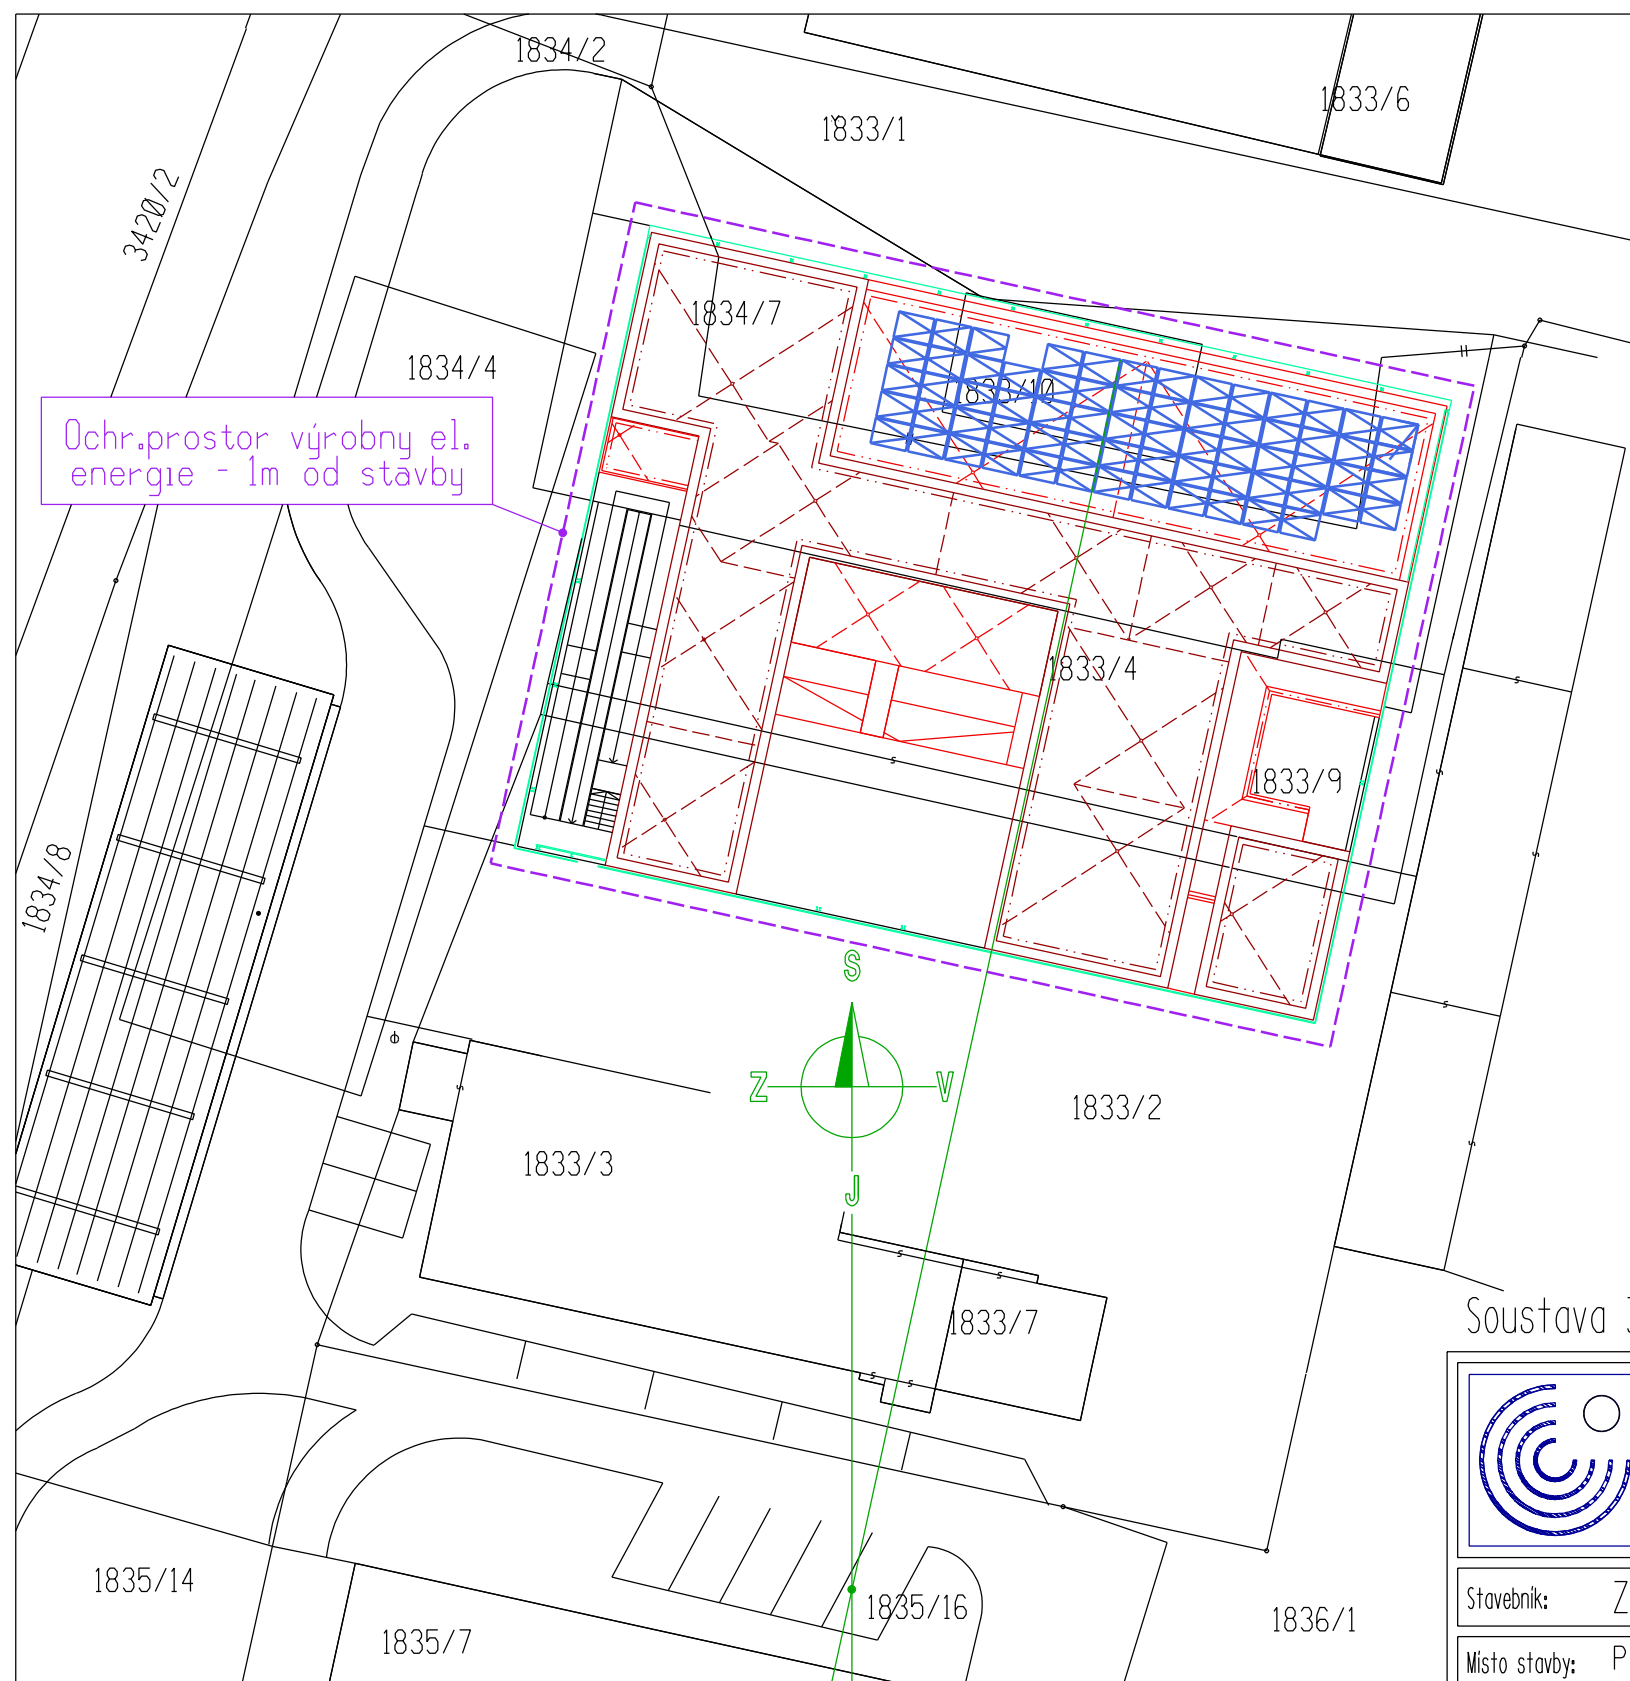 1834/2
1833/6
1833/1
3420/2
1834/7
1834/4
1833/10
Ochr.prostor výrobny el.
energie - 1m od stavby
1833/4
1833/9
1834/8
S
Z
V
J
1833/2
1833/3
1833/7
Soustava
1835/14
1835/16
1835/7
1836/1
Stavebník: Z
Místo stavby: P